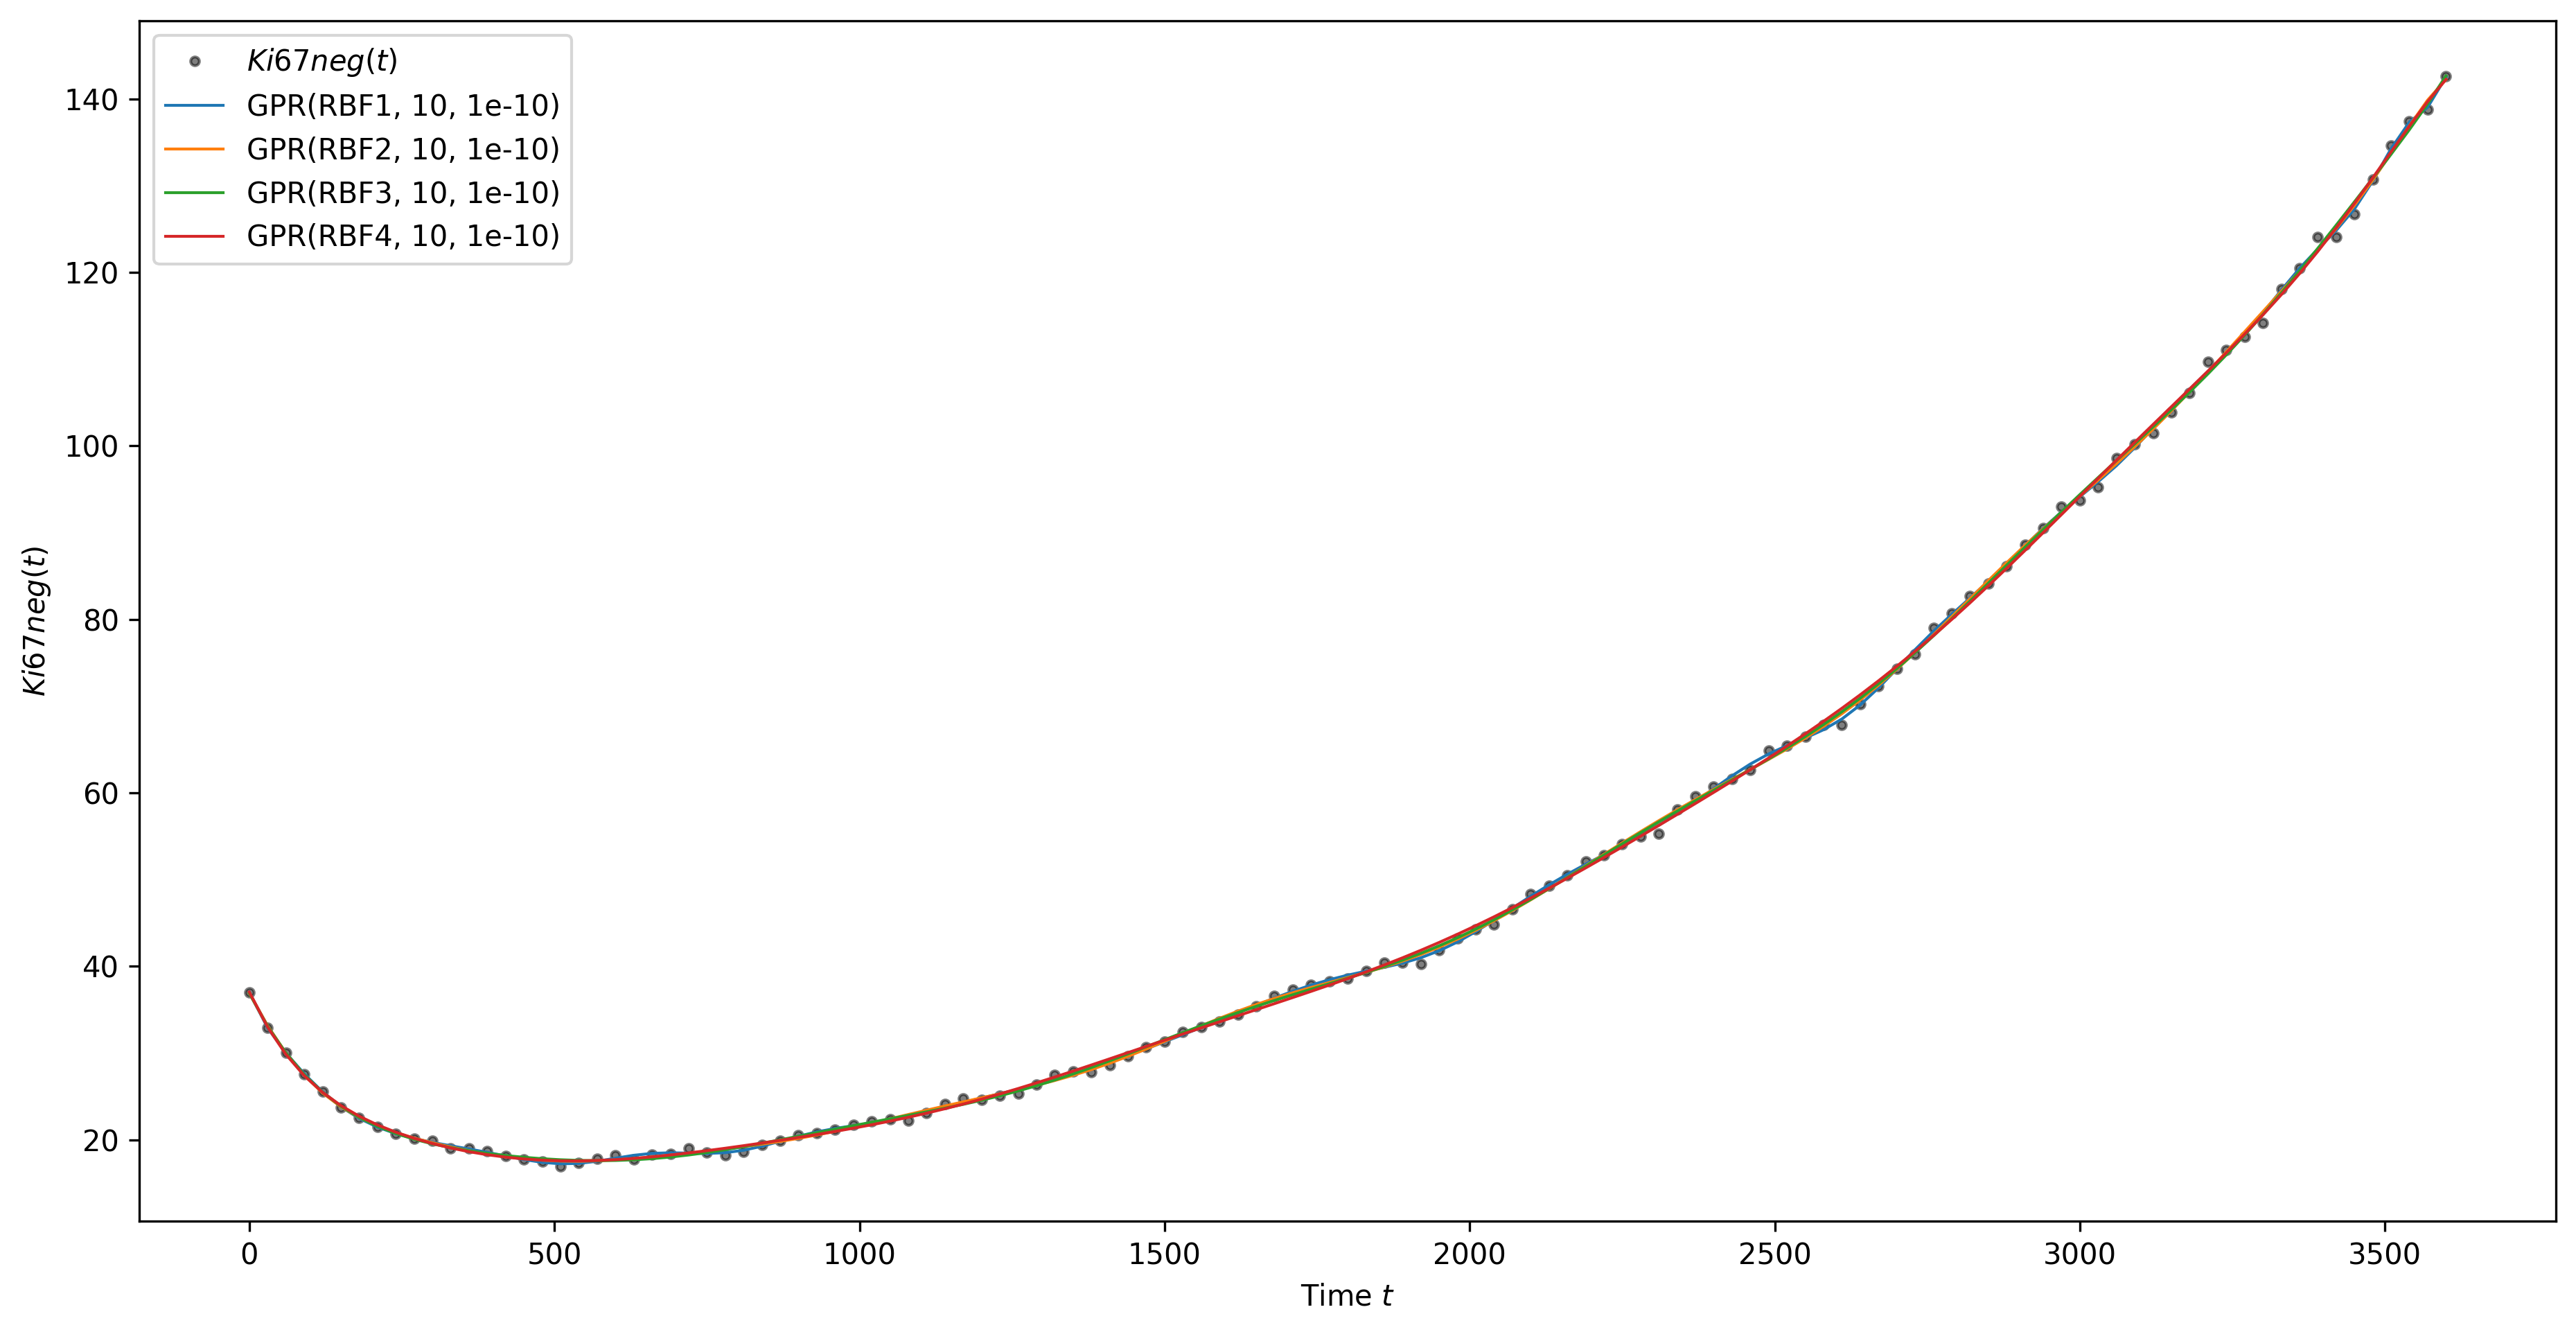 Ki67neg(t)
GPR(RBF1, 10, 1e-10)
GPR(RBF2, 10, 1e-10)
GPR(RBF3, 10, 1e-10)
GPR(RBF4, 10, 1e-10)
140
120
100
80
60
40
20
Ki67neg(t)
0 500 1000 1500 2000 2500 3000 3500
Time t